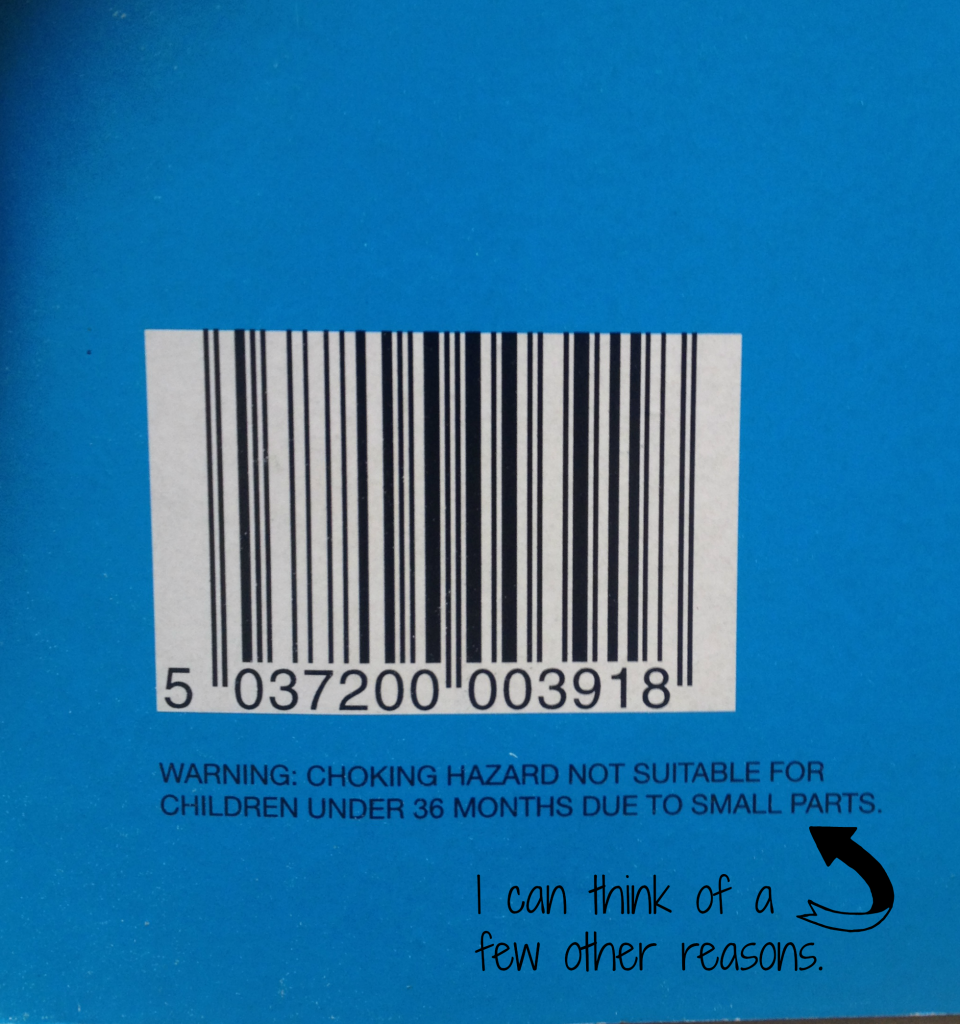 5 037200 003918
WARNING: CHOKING HAZARD NOT SUITABLE FOR
CHILDREN UNDER 36 MONTHS DUE TO SMALL PARTS.
I can think of a
few other reasons.